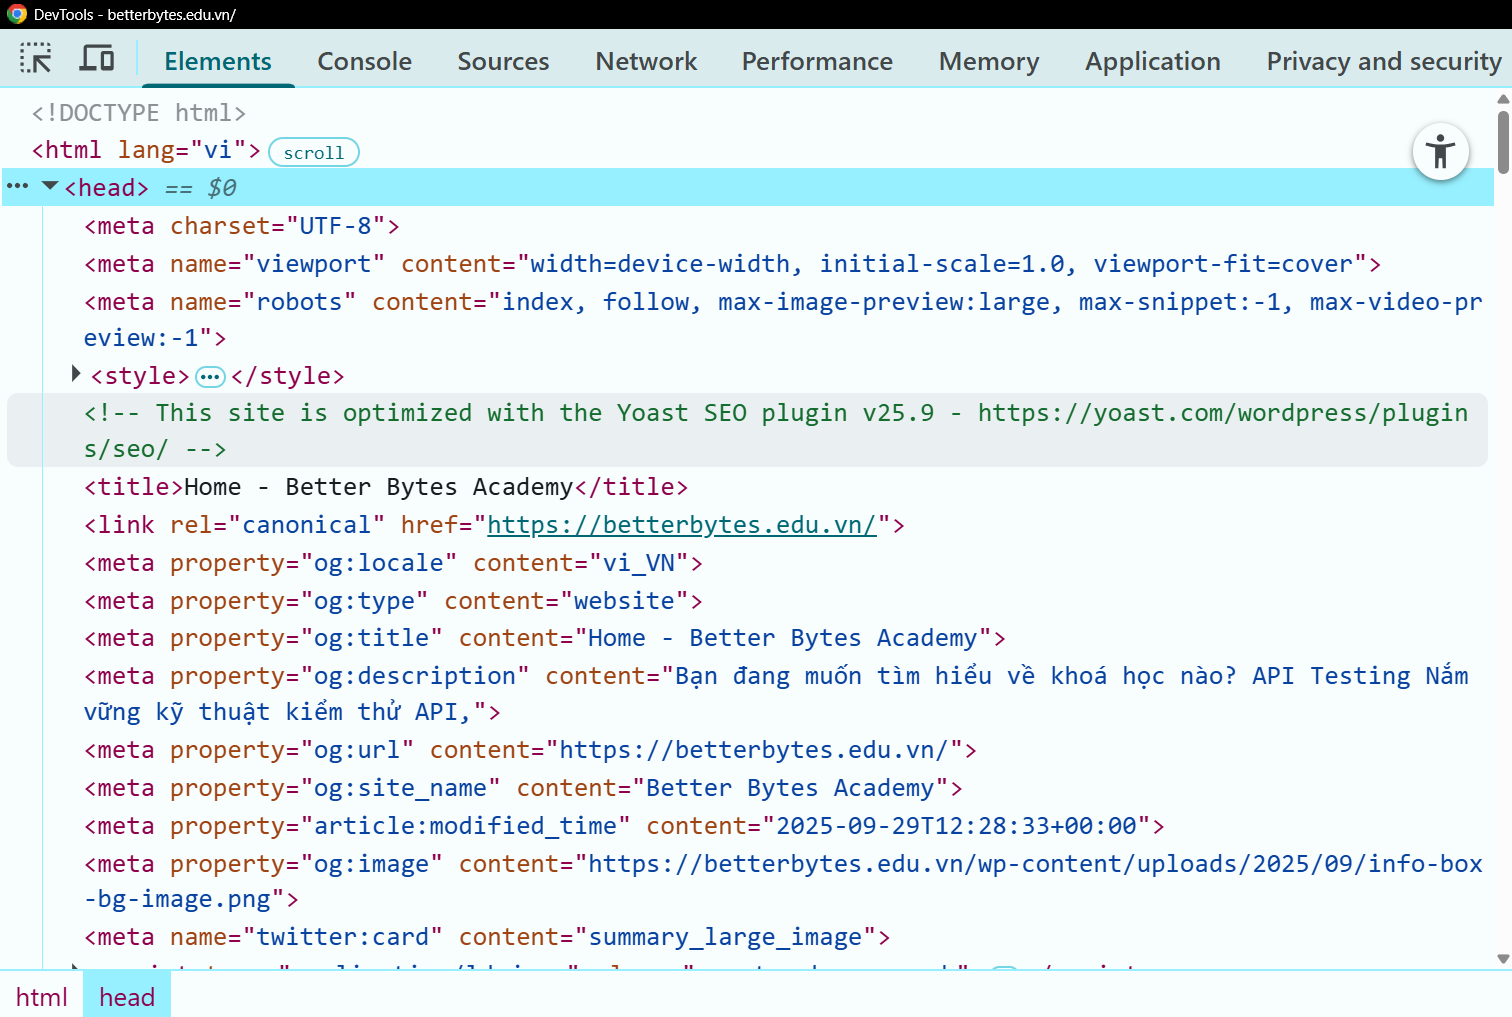 DevTools - betterbytes.edu.vn/
Elements Console Sources Network Performance Memory Application Privacy and security
<!DOCTYPE html>
<html lang="vi"> scroll
<head> == $0
<meta charset="UTF-8">
<meta name="viewport" content="width=device-width, initial-scale=1.0, viewport-fit=cover">
<meta name="robots" content="index, follow, max-image-preview:large, max-snippet:-1, max-video-pr
eview:-1">
<style>…</style>
<!-- This site is optimized with the Yoast SEO plugin v25.9 - https://yoast.com/wordpress/plugin
s/seo/ -->
<title>Home - Better Bytes Academy</title>
<link rel="canonical" href="https://betterbytes.edu.vn/">
<meta property="og:locale" content="vi_VN">
<meta property="og:type" content="website">
<meta property="og:title" content="Home - Better Bytes Academy">
<meta property="og:description" content="Bạn đang muốn tìm hiểu về khoá học nào? API Testing Nắm
vững kỹ thuật kiểm thử API,">
<meta property="og:url" content="https://betterbytes.edu.vn/">
<meta property="og:site_name" content="Better Bytes Academy">
<meta property="article:modified_time" content="2025-09-29T12:28:33+00:00">
<meta property="og:image" content="https://betterbytes.edu.vn/wp-content/uploads/2025/09/info-box
-bg-image.png">
<meta name="twitter:card" content="summary_large_image">
html head